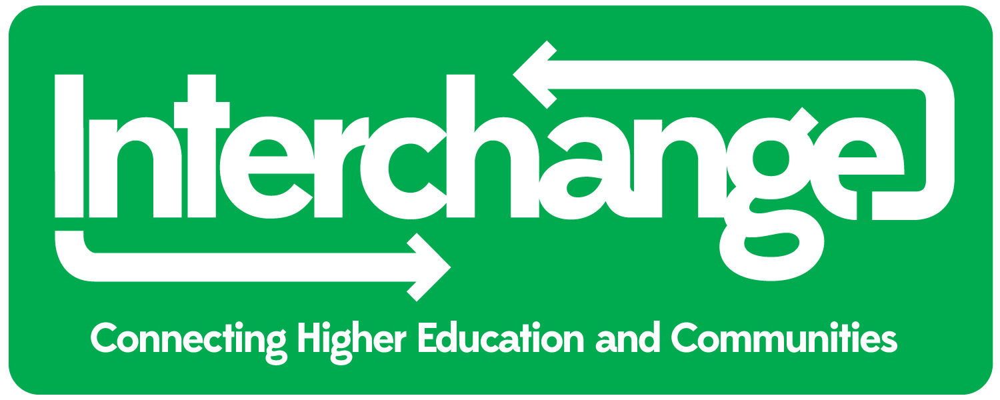 Interchange
Connecting Higher Education and Communities